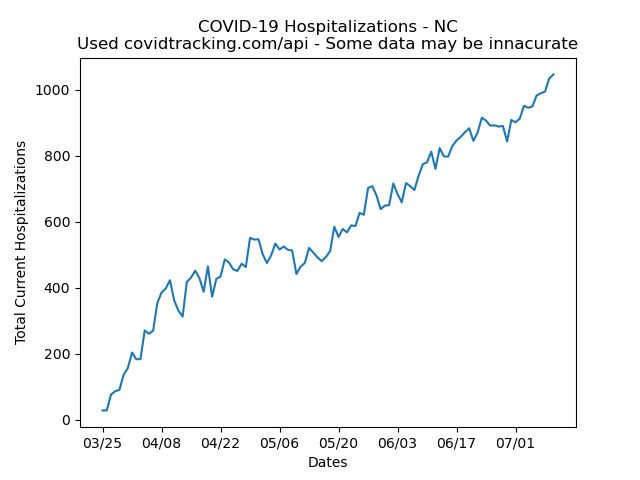 COVID-19 Hospitalizations - NC
Used covidtracking.com/api - Some data may be innacurate
1000
800
600
400
200
0
Total Current Hospitalizations
03/25 04/08 04/22 05/06 05/20 06/03 06/17 07/01
Dates